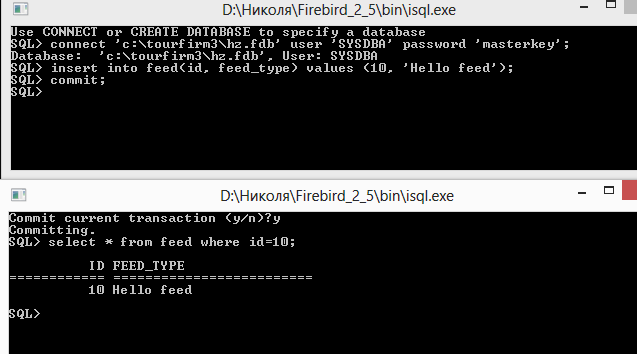 D:\Николя\Firebird_2_5\bin\isql.exe
Use CONNECT or CREATE DATABASE to specify a database
SQL> connect 'c:\tourfirm3\hz.fdb' user 'SYSDBA' password 'masterkey';
Database:  'c:\tourfirm3\hz.fdb', User: SYSDBA
SQL> insert into feed(id, feed_type) values (10, 'Hello feed');
SQL> commit;
SQL>
D:\Николя\Firebird_2_5\bin\isql.exe
Commit current transaction (y/n)?y
Committing.
SQL> select * from feed where id=10;
ID FEED_TYPE
============ =========================
10 Hello feed
SQL>